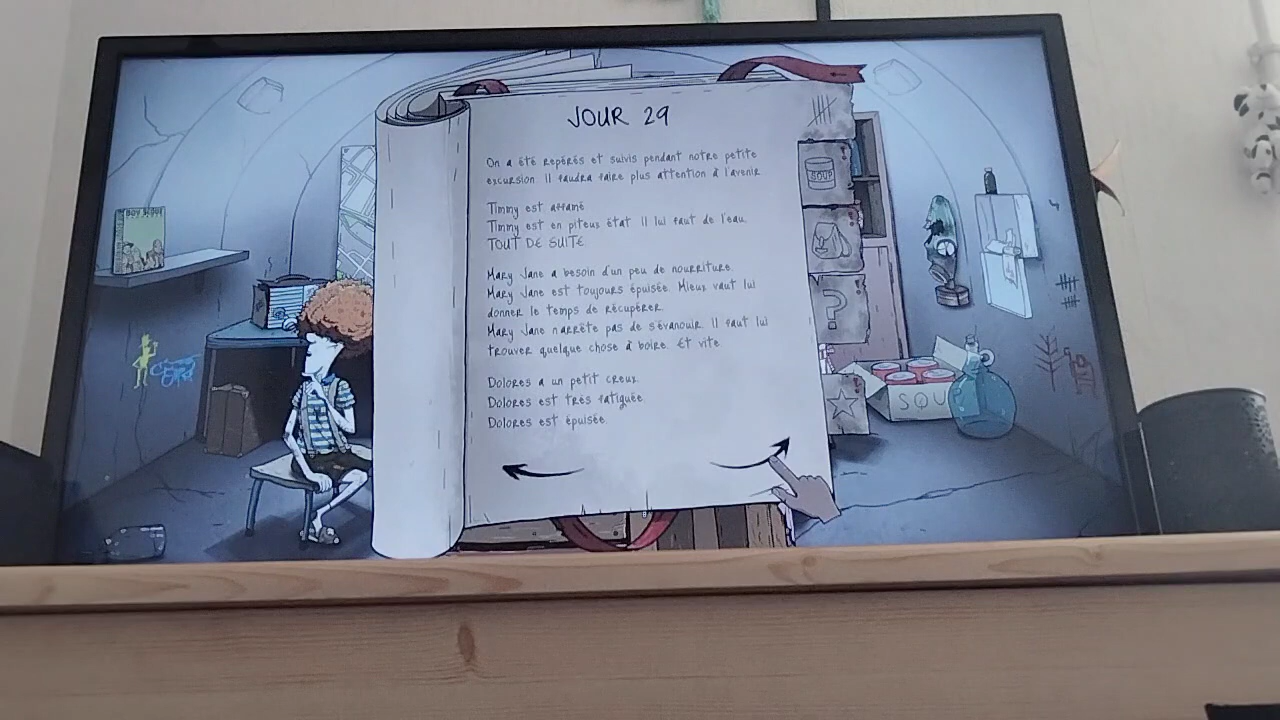 JOUR 29
On a été repérés et suivis pendant notre petite
excursion. Il faudra faire plus attention à l'avenir.
Timmy est affamé.
Timmy est en piteux état. Il lui faut de l'eau.
TOUT DE SUITE.
Mary Jane a besoin d'un peu de nourriture.
Mary Jane est toujours épuisée. Mieux vaut lui
donner le temps de récupérer.
Mary Jane n'arrête pas de s'évanouir. Il faut lui
trouver quelque chose à boire. Et vite.
Dolores a un petit creux.
Dolores est très fatiguée.
Dolores est épuisée.
SOUP
BOY SCOUT
SOU